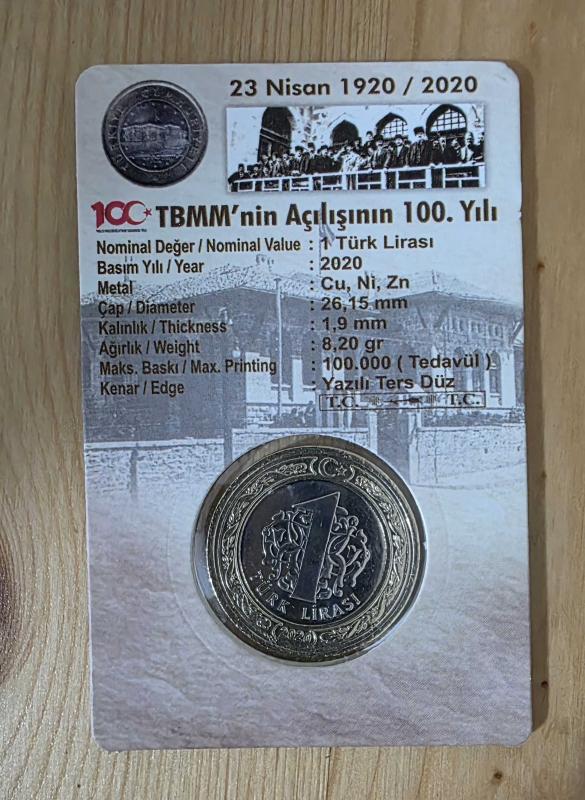 23 Nisan 1920 / 2020
100 TBMM'nin Açılışının 100. Yılı
Nominal Değer / Nominal Value : 1 Türk Lirası
Basım Yılı / Year : 2020
Metal : Cu, Ni, Zn
Çap / Diameter : 26,15 mm
Kalınlık / Thickness : 1,9 mm
Ağırlık / Weight : 8,20 gr
Maks. Baskı / Max. Printing : 100.000 ( Tedavül )
Kenar / Edge : Yazılı Ters Düz
T.C. T.C.
1
TÜRK LİRASI
2020